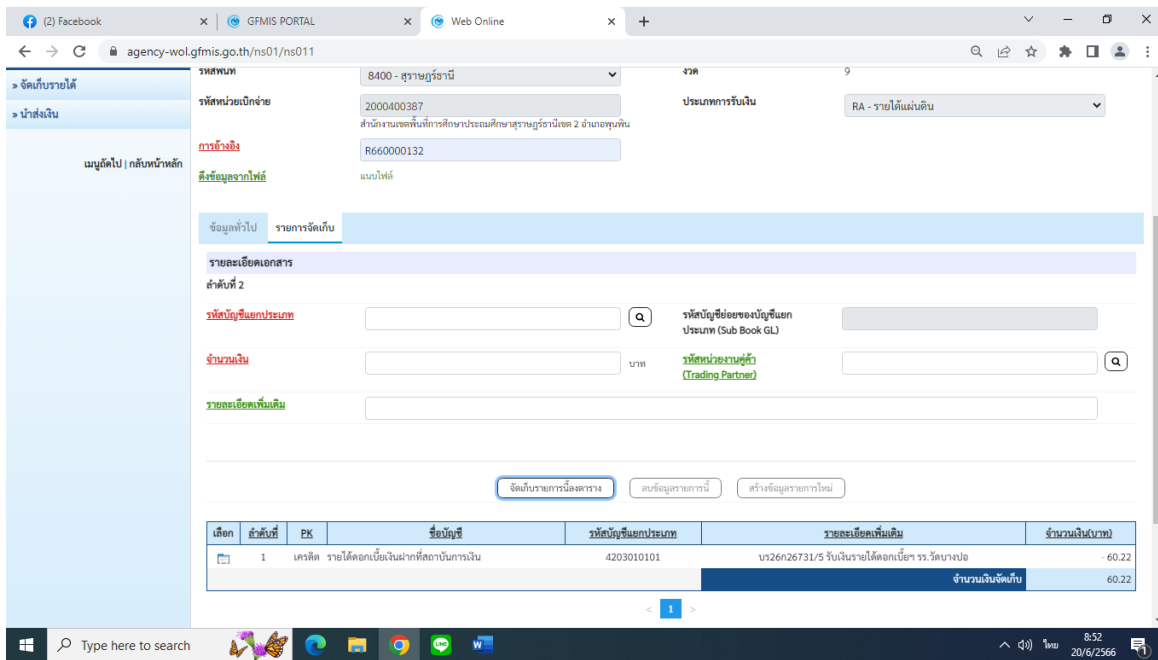 (2) Facebook
GFMIS PORTAL
Web Online
agency-wol.gfmis.go.th/ns01/ns011
» จัดเก็บรายได้
» นำส่งเงิน
เมนูถัดไป | กลับหน้าหลัก
รหัสพื้นที่ 8400 - สุราษฎร์ธานี งวด 9
รหัสหน่วยเบิกจ่าย 2000400387 ประเภทการรับเงิน RA - รายได้แผ่นดิน
สำนักงานเขตพื้นที่การศึกษาประถมศึกษาสุราษฎร์ธานีเขต 2 อำเภอพุนพิน
การอ้างอิง R660000132
ดึงข้อมูลจากไฟล์ แนบไฟล์
ข้อมูลทั่วไป รายการจัดเก็บ
รายละเอียดเอกสาร
ลำดับที่ 2
รหัสบัญชีแยกประเภท รหัสบัญชีย่อยของบัญชีแยก
ประเภท (Sub Book GL)
จำนวนเงิน บาท รหัสหน่วยงานคู่ค้า
(Trading Partner)
รายละเอียดเพิ่มเติม
จัดเก็บรายการนี้ลงตาราง ลบข้อมูลรายการนี้ สร้างข้อมูลรายการใหม่
เลือก ลำดับที่ PK ชื่อบัญชี รหัสบัญชีแยกประเภท รายละเอียดเพิ่มเติม จำนวนเงิน(บาท)
1 เครดิต รายได้ดอกเบี้ยเงินฝากที่สถาบันการเงิน 4203010101 บร26ก26731/5 รับเงินรายได้ดอกเบี้ยฯ รร.วัดบางปอ - 60.22
จำนวนเงินจัดเก็บ 60.22
< 1 >
Type here to search
ไทย
8:52
20/6/2566